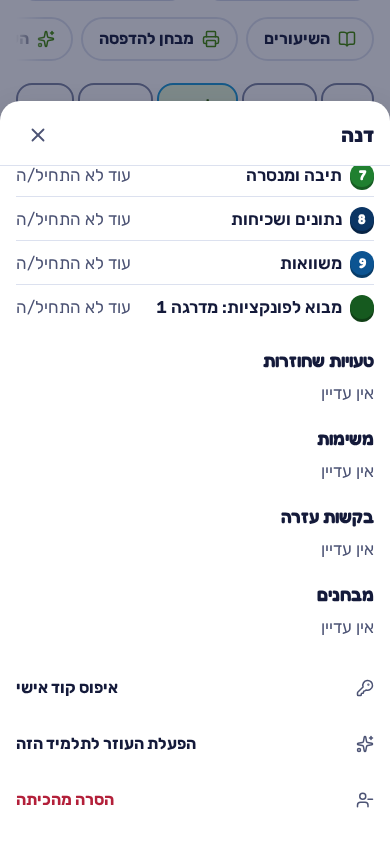 השיעורים
מבחן להדפסה
דנה
7 תיבה ומנסרה עוד לא התחיל/ה
8 נתונים ושכיחות עוד לא התחיל/ה
9 משוואות עוד לא התחיל/ה
מבוא לפונקציות: מדרגה 1 עוד לא התחיל/ה
טעויות שחוזרות
אין עדיין
משימות
אין עדיין
בקשות עזרה
אין עדיין
מבחנים
אין עדיין
איפוס קוד אישי
הפעלת העוזר לתלמיד הזה
הסרה מהכיתה